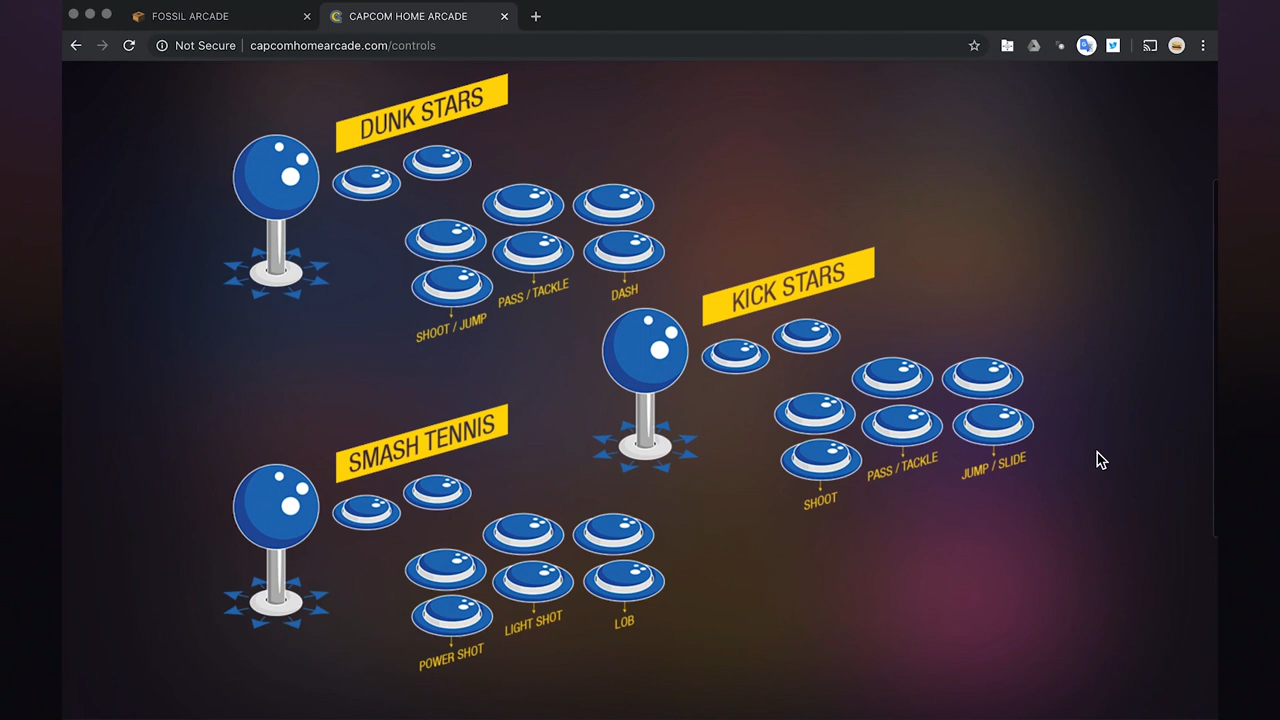 FOSSIL ARCADE
CAPCOM HOME ARCADE
Not Secure
capcomhomearcade.com/controls
DUNK STARS
SHOOT / JUMP
PASS / TACKLE
DASH
KICK STARS
SHOOT
PASS / TACKLE
JUMP / SLIDE
SMASH TENNIS
POWER SHOT
LIGHT SHOT
LOB